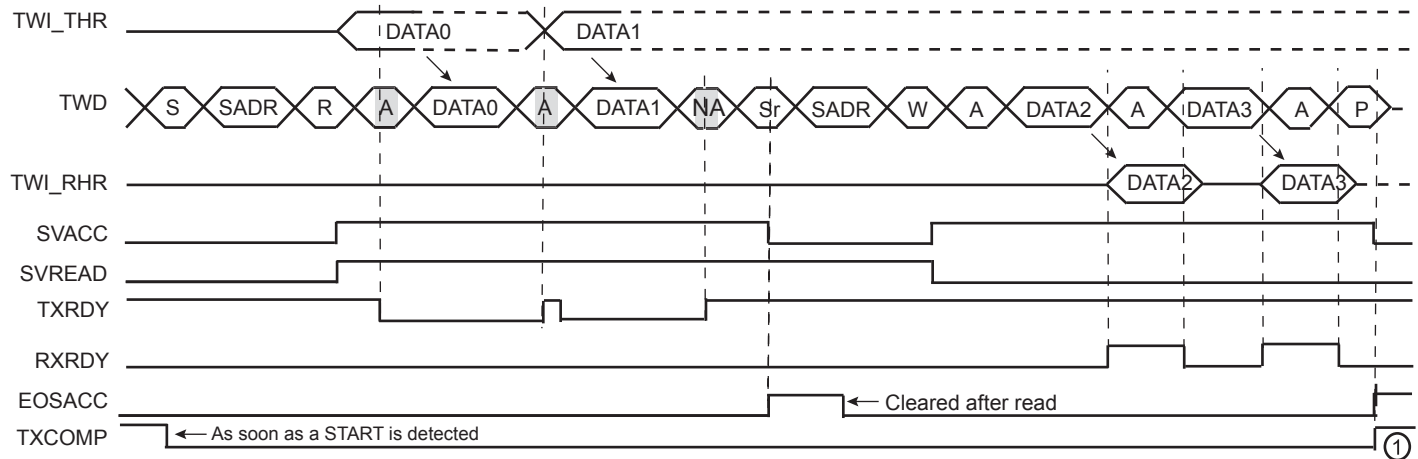 TWI_THR DATA0 DATA1
TWD S SADR R A DATA0 A DATA1 NA Sr SADR W A DATA2 A DATA3 A P
TWI_RHR DATA2 DATA3
SVACC
SVREAD
TXRDY
RXRDY
EOSACC Cleared after read
TXCOMP As soon as a START is detected 1